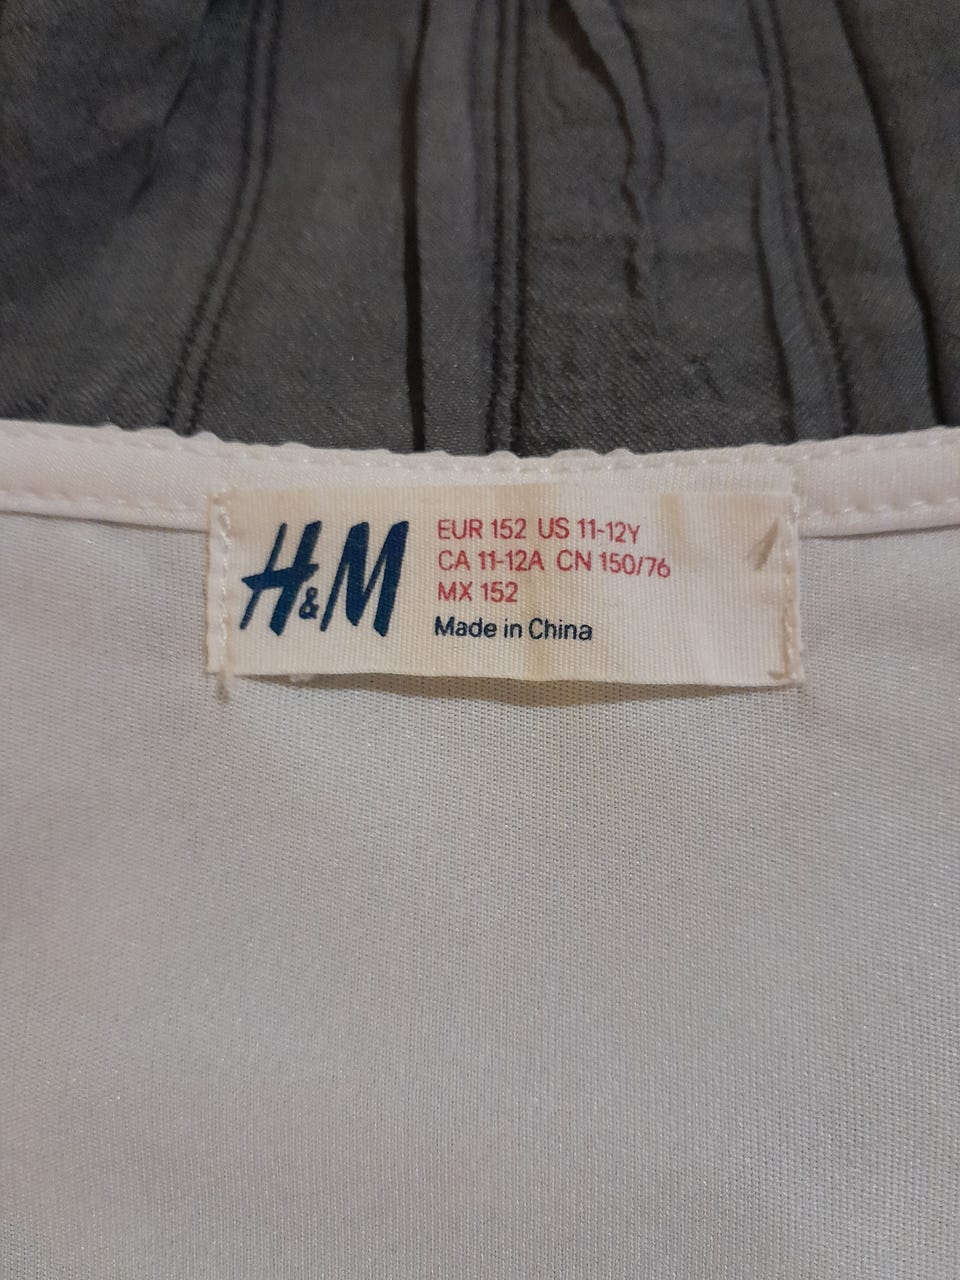 H&M
EUR 152 US 11-12Y
CA 11-12A CN 150/76
MX 152
Made in China